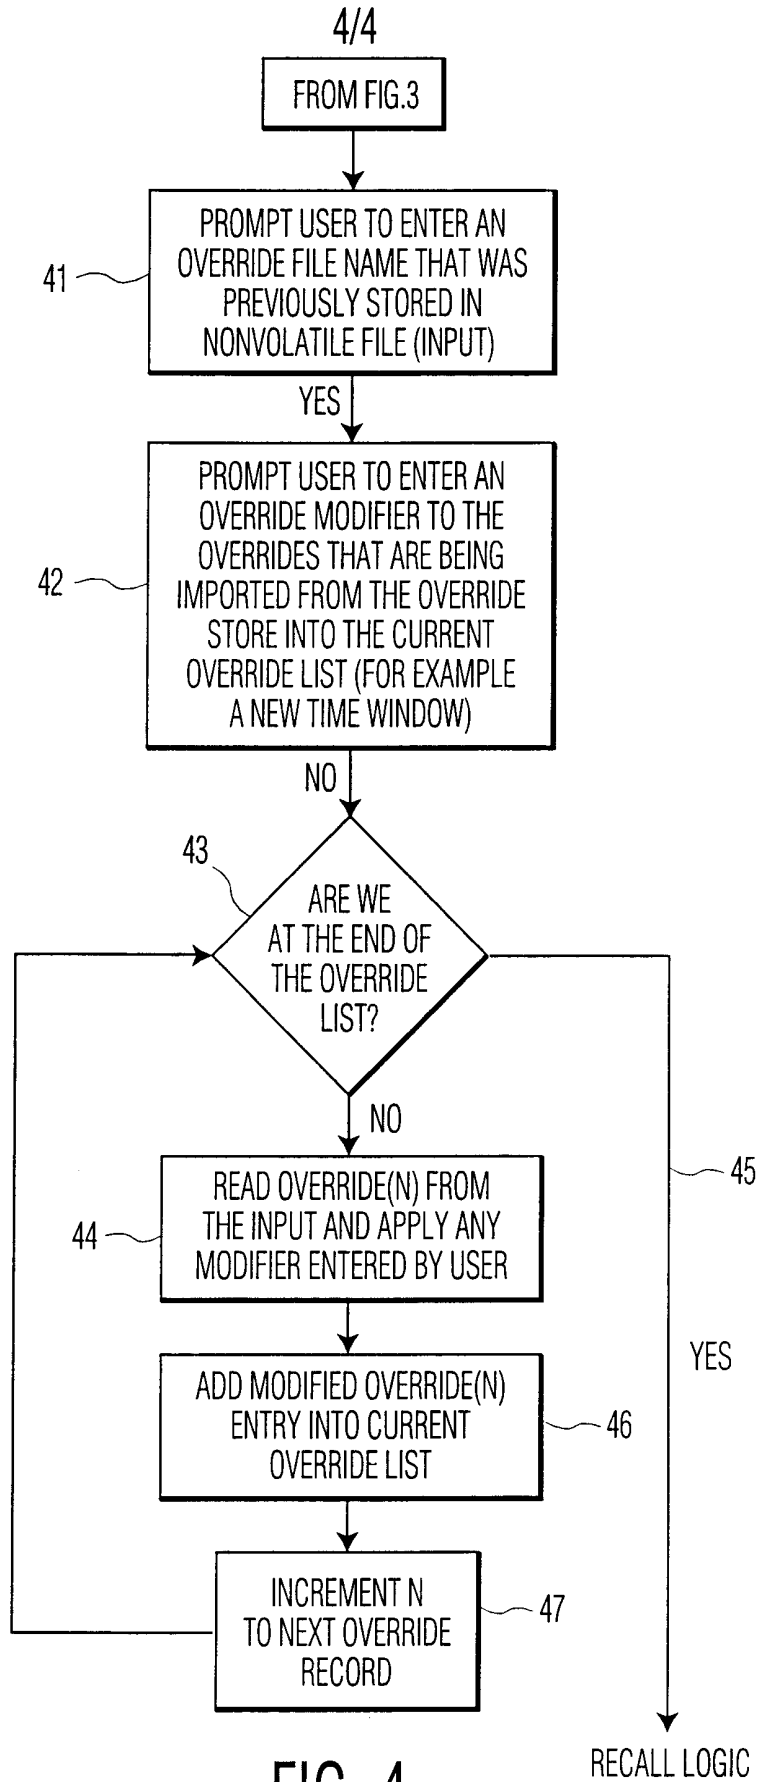 4/4
FROM FIG.3
PROMPT USER TO ENTER AN
OVERRIDE FILE NAME THAT WAS
PREVIOUSLY STORED IN
NONVOLATILE FILE (INPUT)
41
YES
PROMPT USER TO ENTER AN
OVERRIDE MODIFIER TO THE
OVERRIDES THAT ARE BEING
IMPORTED FROM THE OVERRIDE
STORE INTO THE CURRENT
OVERRIDE LIST (FOR EXAMPLE
A NEW TIME WINDOW)
42
NO
43
ARE WE
AT THE END OF
THE OVERRIDE
LIST?
NO
45
READ OVERRIDE(N) FROM
THE INPUT AND APPLY ANY
MODIFIER ENTERED BY USER
44
YES
ADD MODIFIED OVERRIDE(N)
ENTRY INTO CURRENT
OVERRIDE LIST
46
INCREMENT N
TO NEXT OVERRIDE
RECORD
47
RECALL LOGIC
FIG. 4